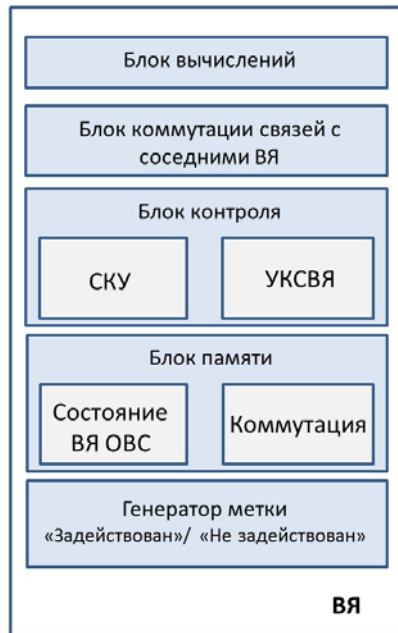 Блок вычислений
Блок коммутации связей с
соседними ВЯ
Блок контроля
СКУ
УКСВЯ
Блок памяти
Состояние
ВЯ ОВС
Коммутация
Генератор метки
«Задействован»/ «Не задействован»
ВЯ